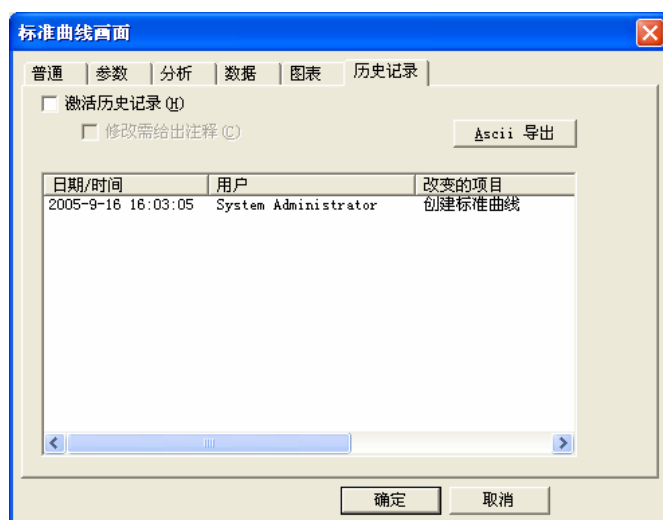 标准曲线画面
普通 参数 分析 数据 图表 历史记录
激活历史记录(H)
修改需给出注释(C)
Ascii 导出
日期/时间 用户 改变的项目
2005-9-16 16:03:05 System Administrator 创建标准曲线
确定 取消